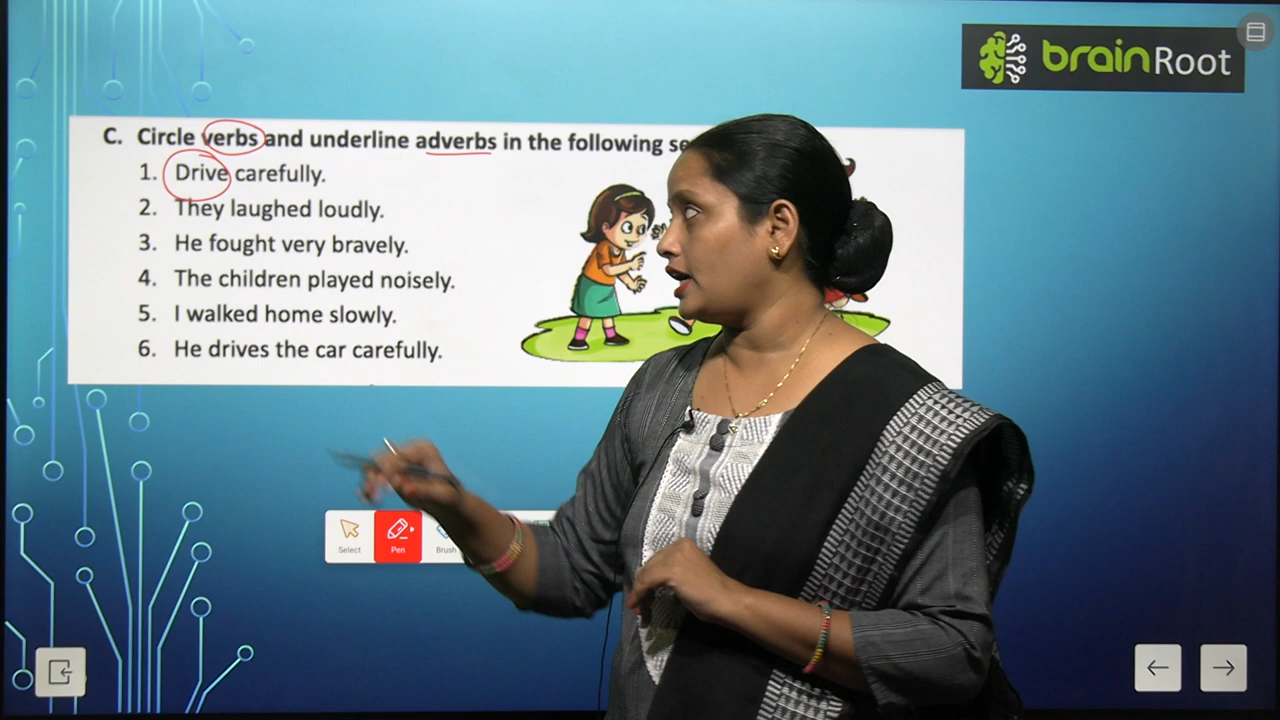 brainRoot
C. Circle verbs and underline adverbs in the following
1. Drive carefully.
2. They laughed loudly.
3. He fought very bravely.
4. The children played noisely.
5. I walked home slowly.
6. He drives the car carefully.
Select Pen Brush